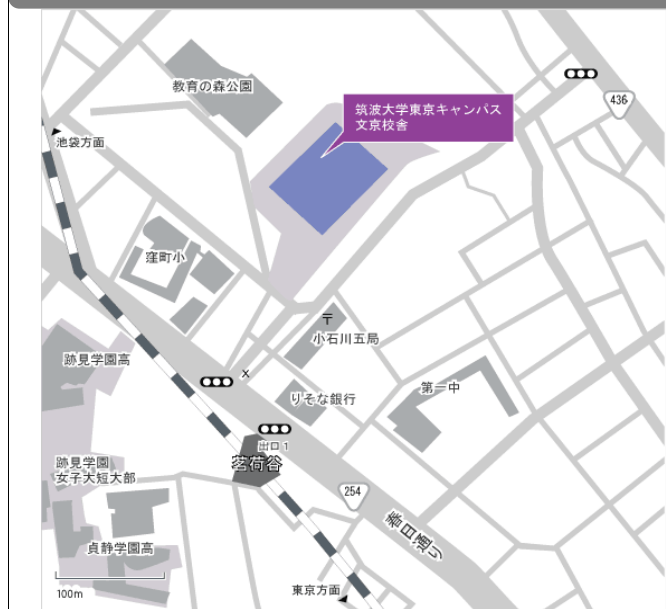 教育の森公園
筑波大学東京キャンパス
文京校舎
436
池袋方面
窪町小
〒
小石川五局
跡見学園高
x
りそな銀行
第一中
出口1
茗荷谷
跡見学園
女子大短大部
254
春日通り
貞静学園高
100m
東京方面